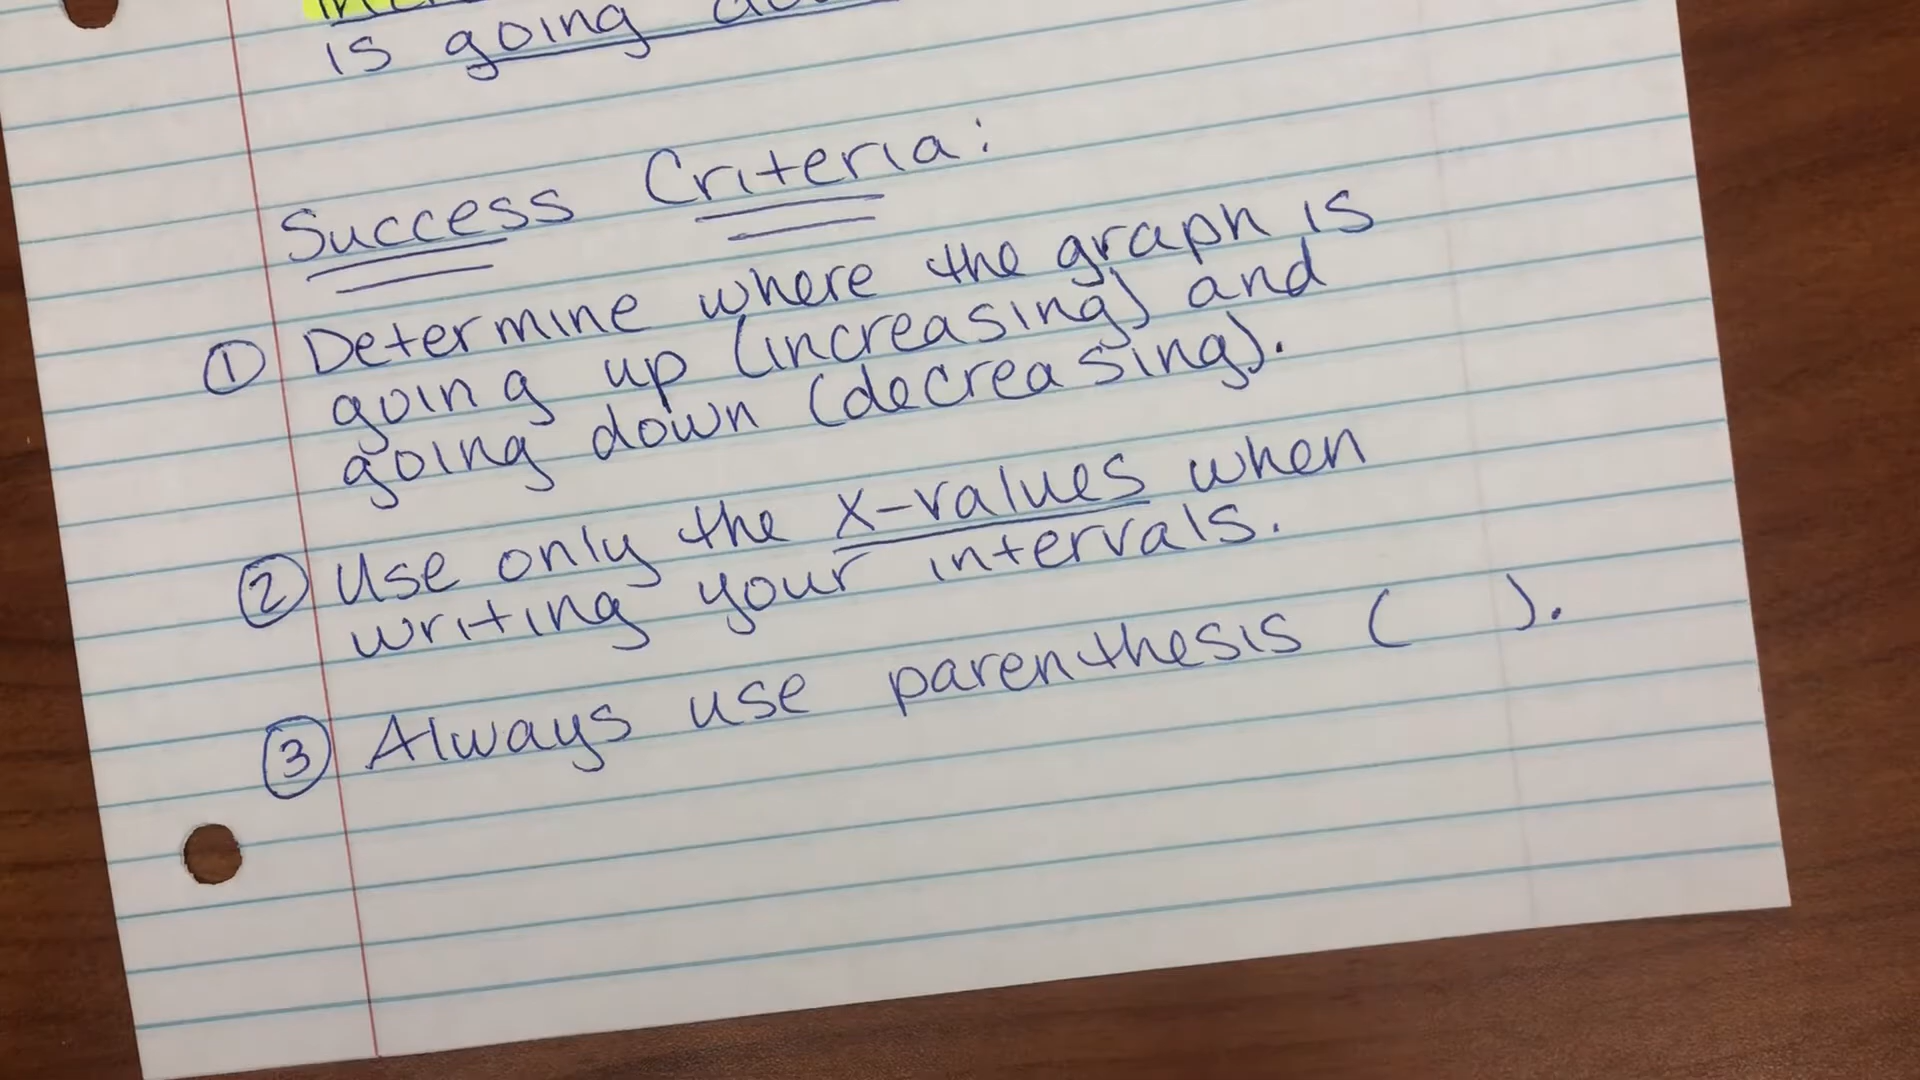 is going
Success Criteria:
① Determine where the graph is
going up (increasing) and
going down (decreasing).
② Use only the x-values when
writing your intervals.
③ Always use parenthesis ( ).